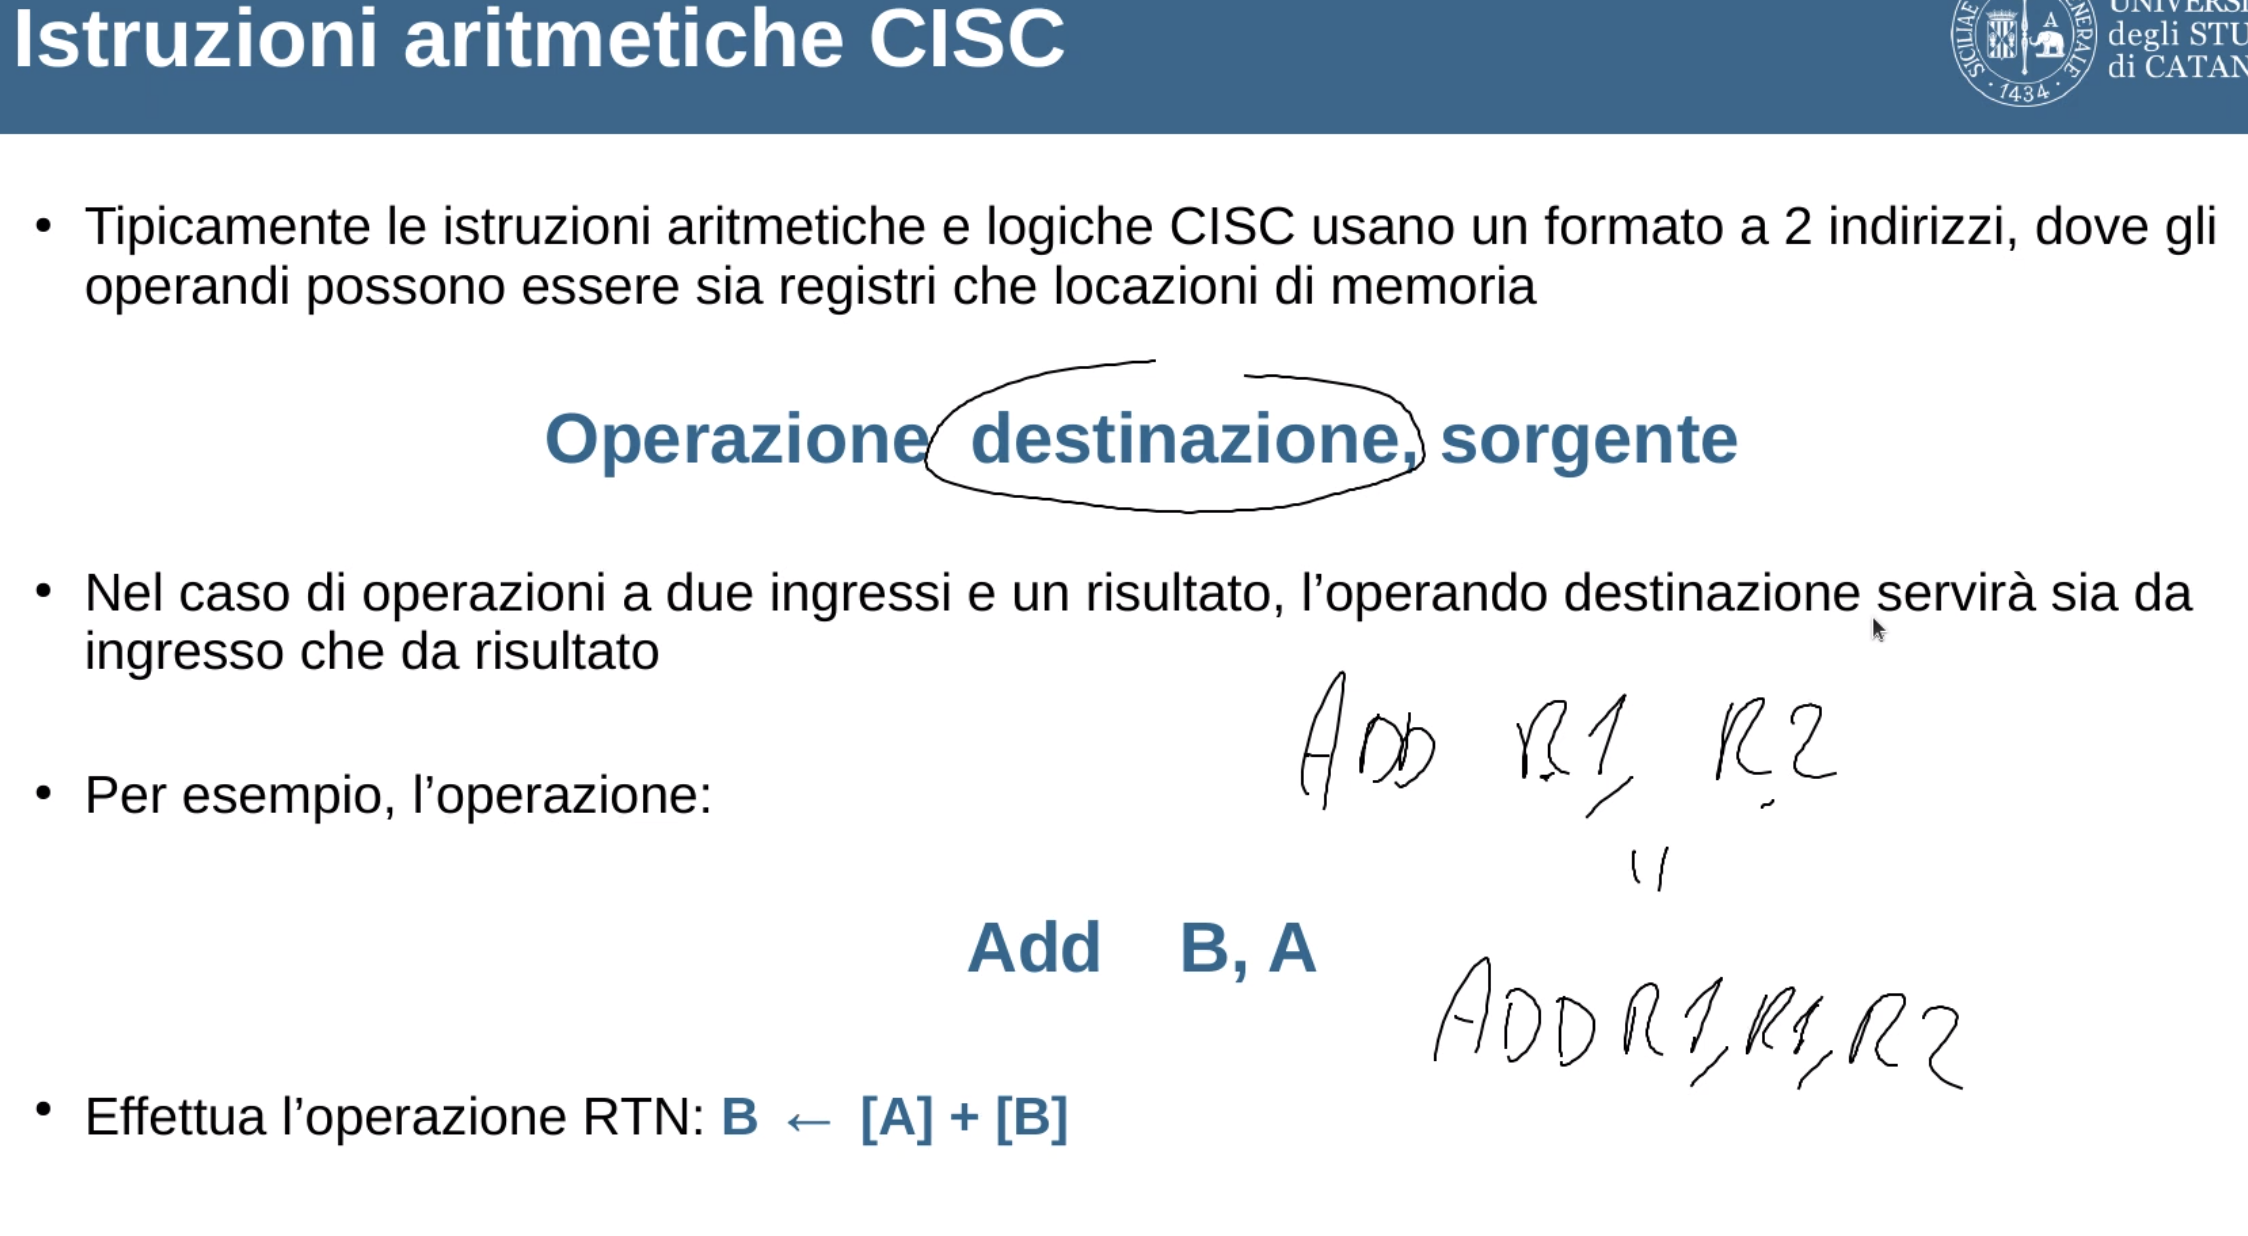 Istruzioni aritmetiche CISC
SICILIAE
GENERALE
A
1434
UNIVERSI
degli STU
di CATAN
• Tipicamente le istruzioni aritmetiche e logiche CISC usano un formato a 2 indirizzi, dove gli
operandi possono essere sia registri che locazioni di memoria
Operazione destinazione, sorgente
• Nel caso di operazioni a due ingressi e un risultato, l’operando destinazione servirà sia da
ingresso che da risultato
ADD R1, R2
• Per esempio, l’operazione:
"
Add B, A
ADD R1, R1, R2
• Effettua l’operazione RTN: B ← [A] + [B]